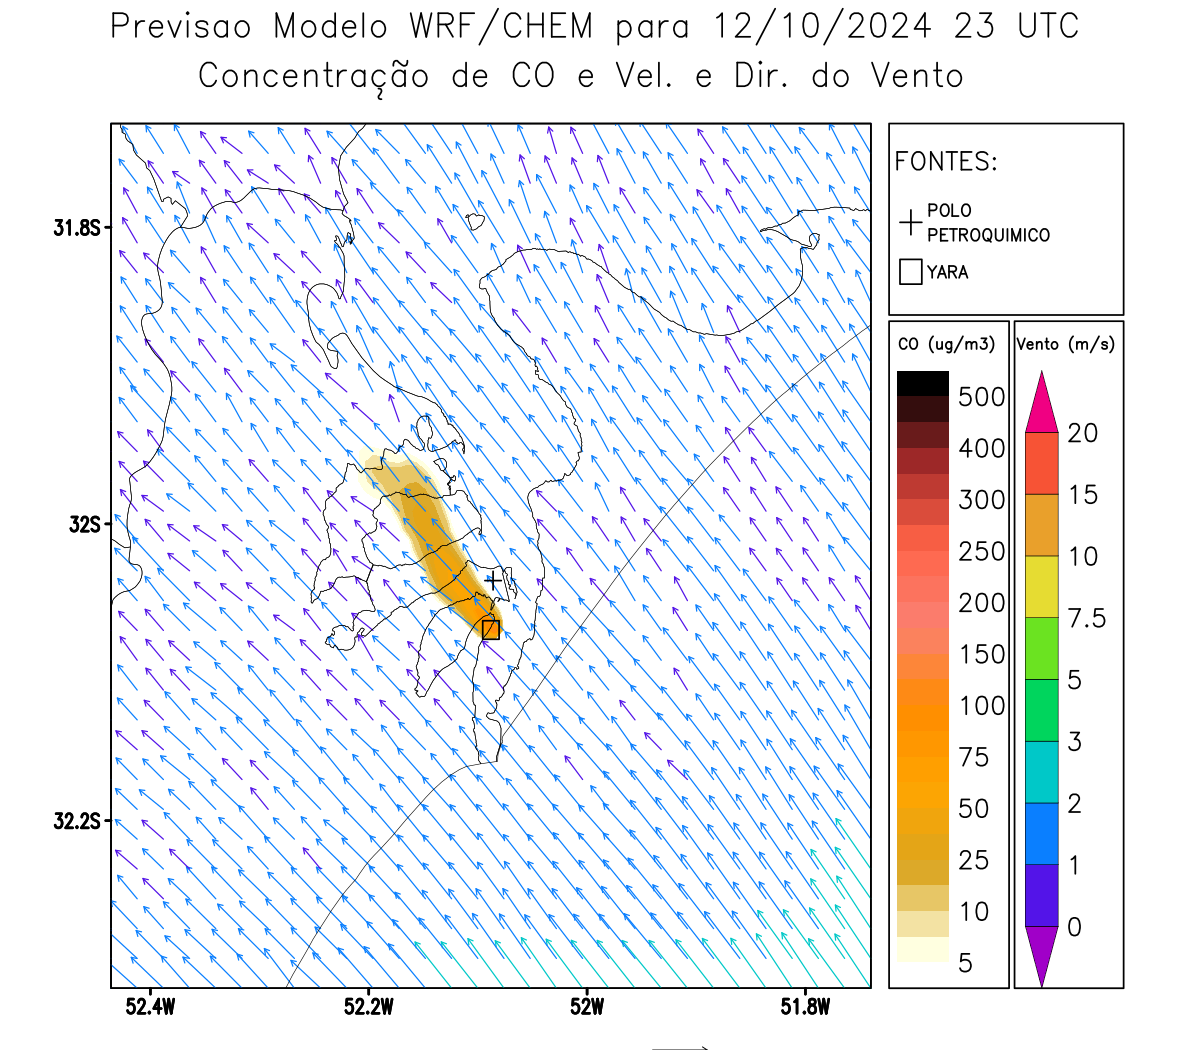 Previsao Modelo WRF/CHEM para 12/10/2024 23 UTC
Concentração de CO e Vel. e Dir. do Vento
FONTES:
POLO
PETROQUIMICO
YARA
31.8S
32S
32.2S
52.4W
52.2W
52W
51.8W
CO (ug/m3)
500
400
300
250
200
150
100
75
50
25
10
5
Vento (m/s)
20
15
10
7.5
5
3
2
1
0